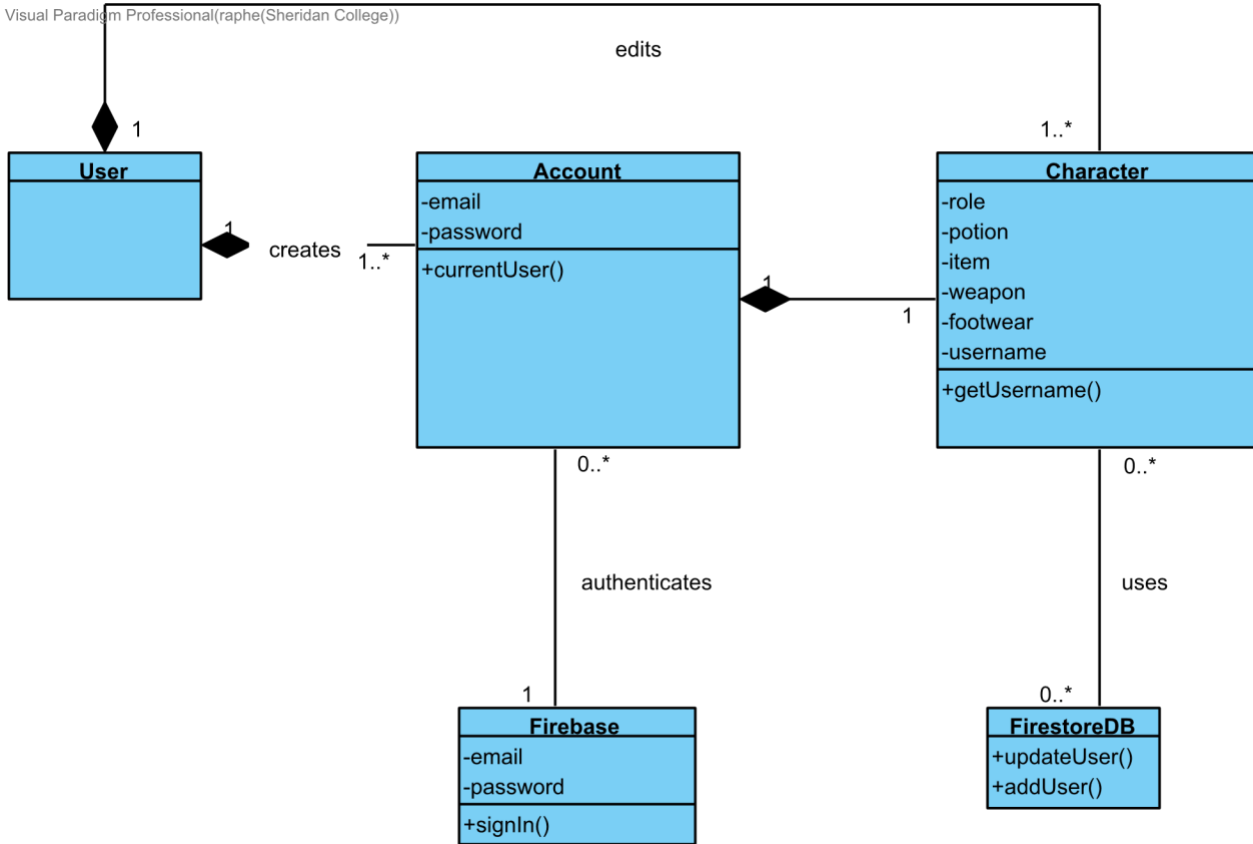 Visual Paradigm Professional(raphe(Sheridan College))
edits
1
1..*
User
Account
-email
-password
+currentUser()
Character
-role
-potion
-item
-weapon
-footwear
-username
+getUsername()
1
creates
1..*
1
1
0..*
0..*
authenticates
uses
1
0..*
Firebase
-email
-password
+signIn()
FirestoreDB
+updateUser()
+addUser()